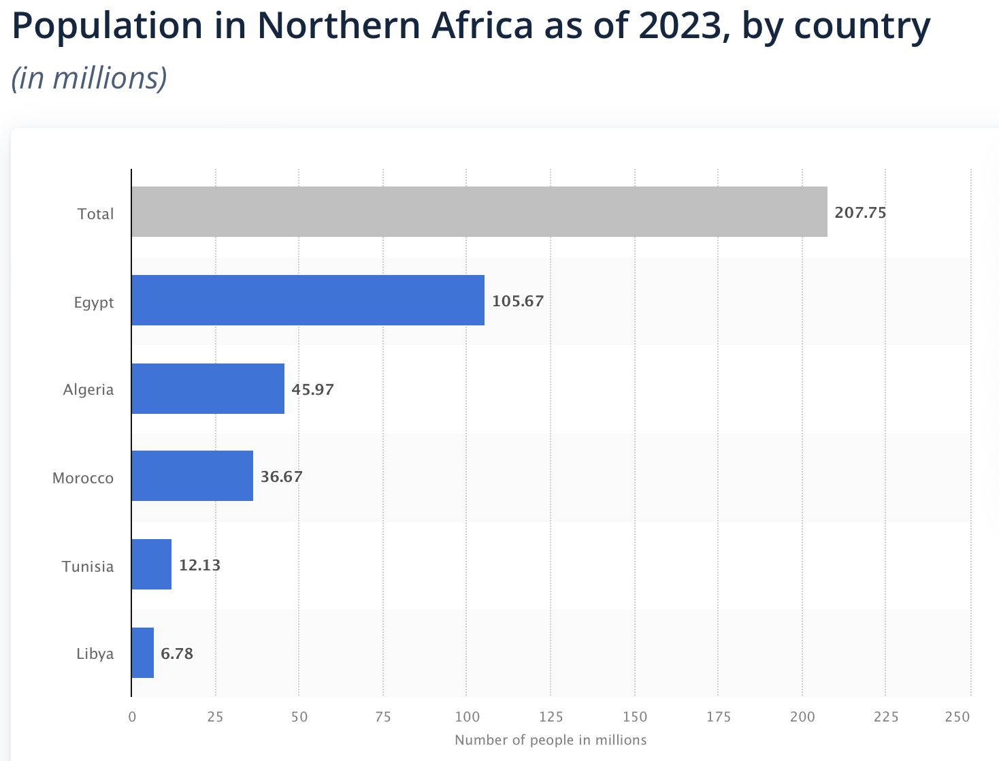 Population in Northern Africa as of 2023, by country
(in millions)
Total 207.75
Egypt 105.67
Algeria 45.97
Morocco 36.67
Tunisia 12.13
Libya 6.78
0 25 50 75 100 125 150 175 200 225 250
Number of people in millions